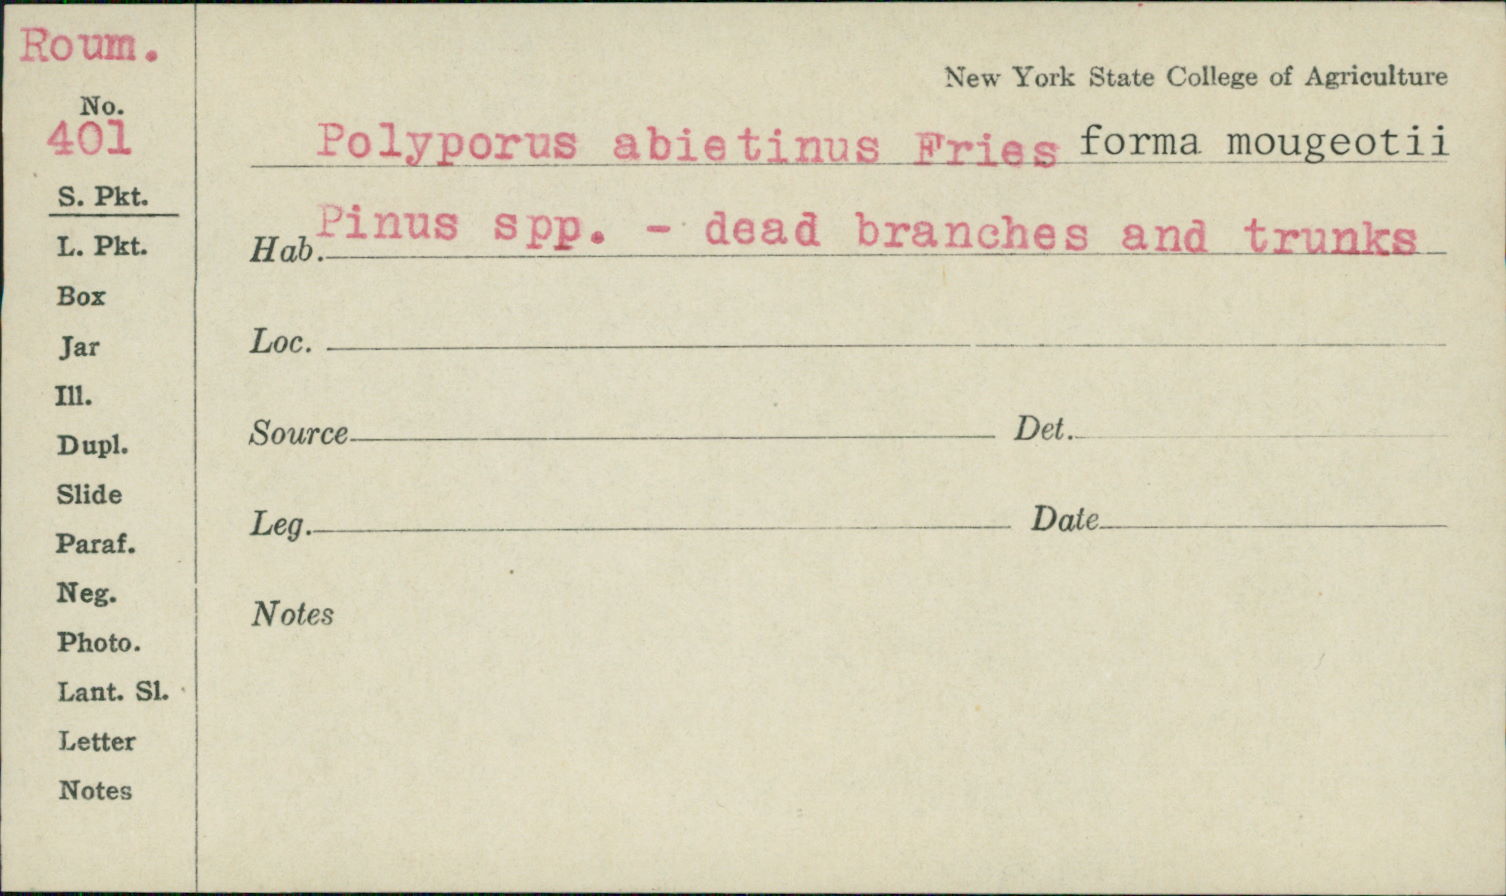 Roum.
New York State College of Agriculture
No.
401
Polyporus abietinus Fries forma mougeotii
S. Pkt.
Hab. Pinus spp. - dead branches and trunks
L. Pkt.
Box
Loc.
Jar
Ill.
Source Det.
Dupl.
Slide
Leg. Date
Paraf.
Neg.
Notes
Photo.
Lant. Sl.
Letter
Notes